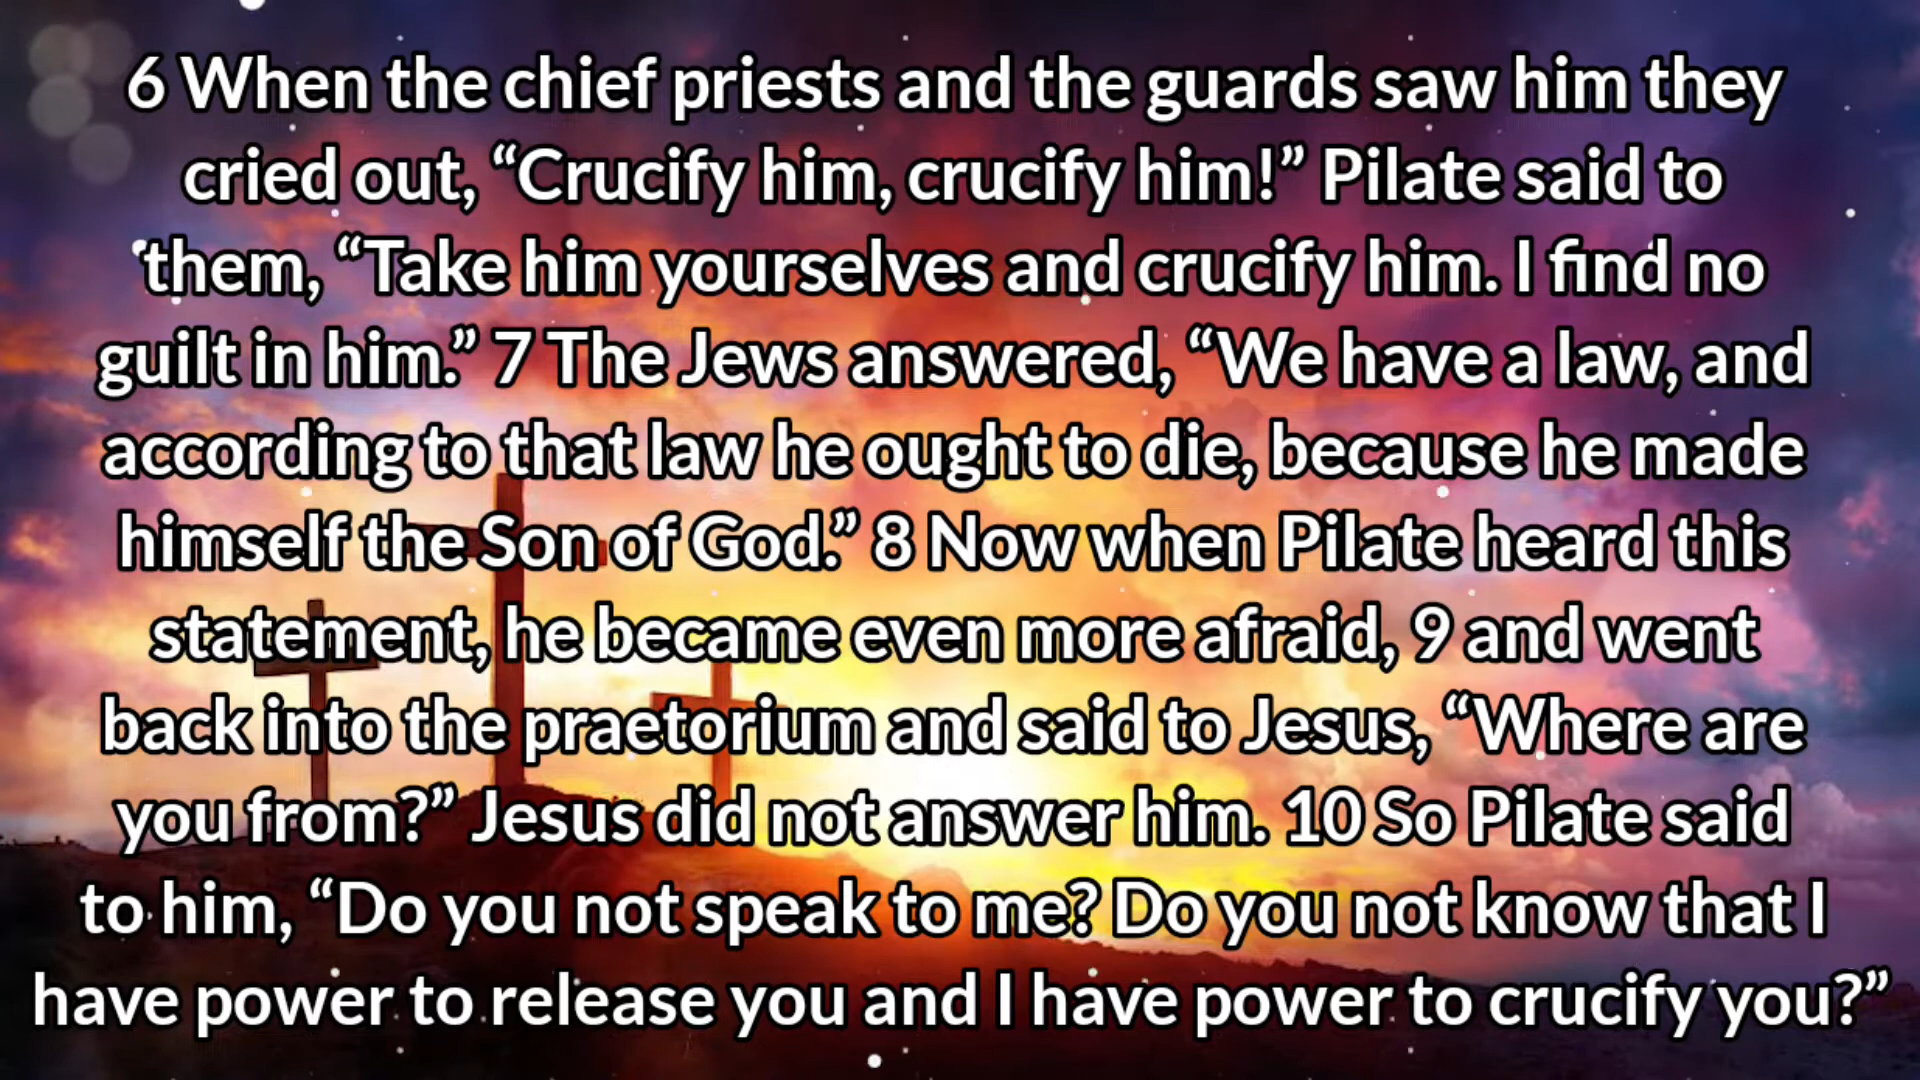 6 When the chief priests and the guards saw him they
cried out, “Crucify him, crucify him!” Pilate said to
them, “Take him yourselves and crucify him. I find no
guilt in him.” 7 The Jews answered, “We have a law, and
according to that law he ought to die, because he made
himself the Son of God.” 8 Now when Pilate heard this
statement, he became even more afraid, 9 and went
back into the praetorium and said to Jesus, “Where are
you from?” Jesus did not answer him. 10 So Pilate said
to him, “Do you not speak to me? Do you not know that I
have power to release you and I have power to crucify you?”